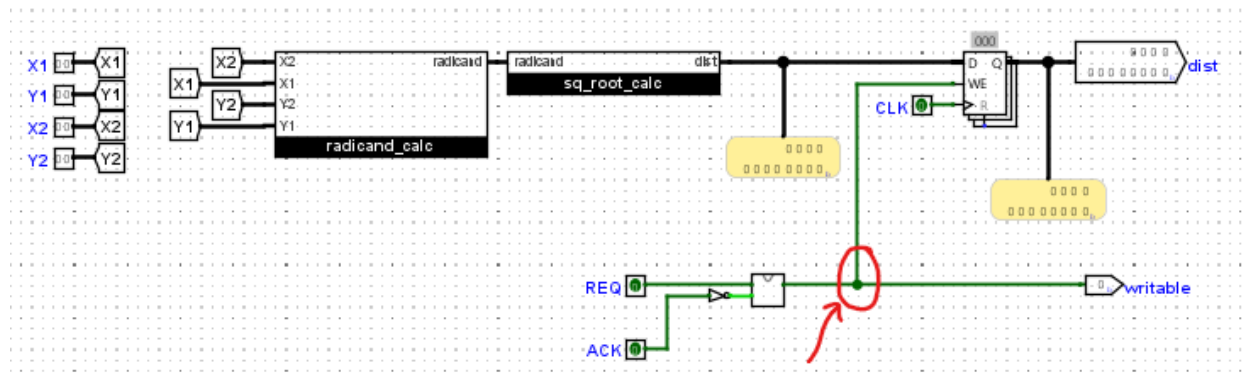 000
X1 X1
X2 X2 radicand radicand dist D Q
dist
Y1 Y1
X1 X1
sq_root_calc
WE
X2 X2
Y2 Y2
CLK
R
Y2 Y2
Y1 Y1
radicand_calc
REQ
writable
ACK